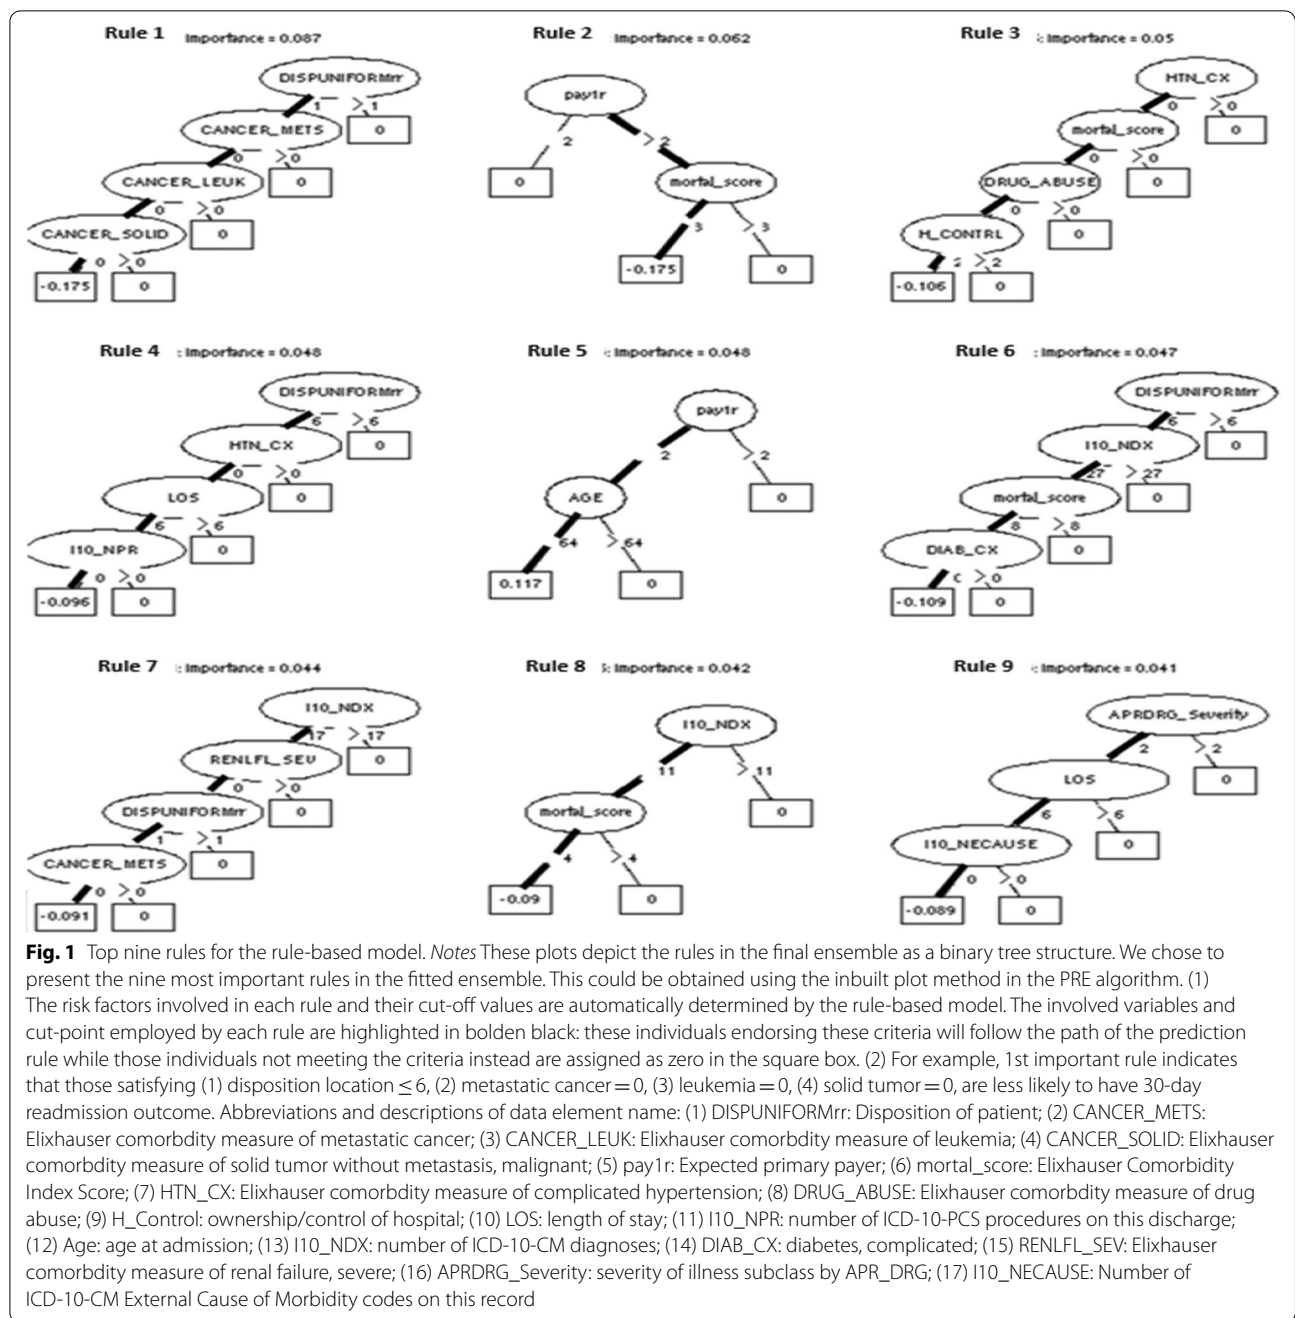 Rule 1 Importance = 0.087
DISPUNIFORMrr
1 >1
CANCER_METS 0
0 >0
CANCER_LEUK 0
0 >0
CANCER_SOLID 0
0 >0
-0.175 0
Rule 2 Importance = 0.062
pay1r
2 >2
0 mortal_score
3 >3
-0.175 0
Rule 3 : Importance = 0.05
HTN_CX
0 >0
mortal_score 0
0 >0
DRUG_ABUSE 0
0 >0
H_CONTRL 0
2 >2
-0.106 0
Rule 4 : Importance = 0.048
DISPUNIFORMrr
6 >6
HTN_CX 0
0 >0
LOS 0
6 >6
I10_NPR 0
0 >0
-0.096 0
Rule 5 : Importance = 0.048
pay1r
2 >2
AGE 0
64 >64
0.117 0
Rule 6 : Importance = 0.047
DISPUNIFORMrr
6 >6
I10_NDX 0
27 >27
mortal_score 0
8 >8
DIAB_CX 0
0 >0
-0.109 0
Rule 7 : Importance = 0.044
I10_NDX
17 >17
RENLFL_SEV 0
0 >0
DISPUNIFORMrr 0
1 >1
CANCER_METS 0
0 >0
-0.091 0
Rule 8 : Importance = 0.042
I10_NDX
11 >11
mortal_score 0
4 >4
-0.09 0
Rule 9 : Importance = 0.041
APRDRG_Severity
2 >2
LOS 0
6 >6
I10_NECAUSE 0
0 >0
-0.089 0
Fig. 1 Top nine rules for the rule-based model. Notes These plots depict the rules in the final ensemble as a binary tree structure. We chose to
present the nine most important rules in the fitted ensemble. This could be obtained using the inbuilt plot method in the PRE algorithm. (1)
The risk factors involved in each rule and their cut-off values are automatically determined by the rule-based model. The involved variables and
cut-point employed by each rule are highlighted in bolden black: these individuals endorsing these criteria will follow the path of the prediction
rule while those individuals not meeting the criteria instead are assigned as zero in the square box. (2) For example, 1st important rule indicates
that those satisfying (1) disposition location ≤ 6, (2) metastatic cancer = 0, (3) leukemia = 0, (4) solid tumor = 0, are less likely to have 30-day
readmission outcome. Abbreviations and descriptions of data element name: (1) DISPUNIFORMrr: Disposition of patient; (2) CANCER_METS:
Elixhauser comorbdity measure of metastatic cancer; (3) CANCER_LEUK: Elixhauser comorbdity measure of leukemia; (4) CANCER_SOLID: Elixhauser
comorbdity measure of solid tumor without metastasis, malignant; (5) pay1r: Expected primary payer; (6) mortal_score: Elixhauser Comorbidity
Index Score; (7) HTN_CX: Elixhauser comorbdity measure of complicated hypertension; (8) DRUG_ABUSE: Elixhauser comorbdity measure of drug
abuse; (9) H_Control: ownership/control of hospital; (10) LOS: length of stay; (11) I10_NPR: number of ICD-10-PCS procedures on this discharge;
(12) Age: age at admission; (13) I10_NDX: number of ICD-10-CM diagnoses; (14) DIAB_CX: diabetes, complicated; (15) RENLFL_SEV: Elixhauser
comorbdity measure of renal failure, severe; (16) APRDRG_Severity: severity of illness subclass by APR_DRG; (17) I10_NECAUSE: Number of
ICD-10-CM External Cause of Morbidity codes on this record